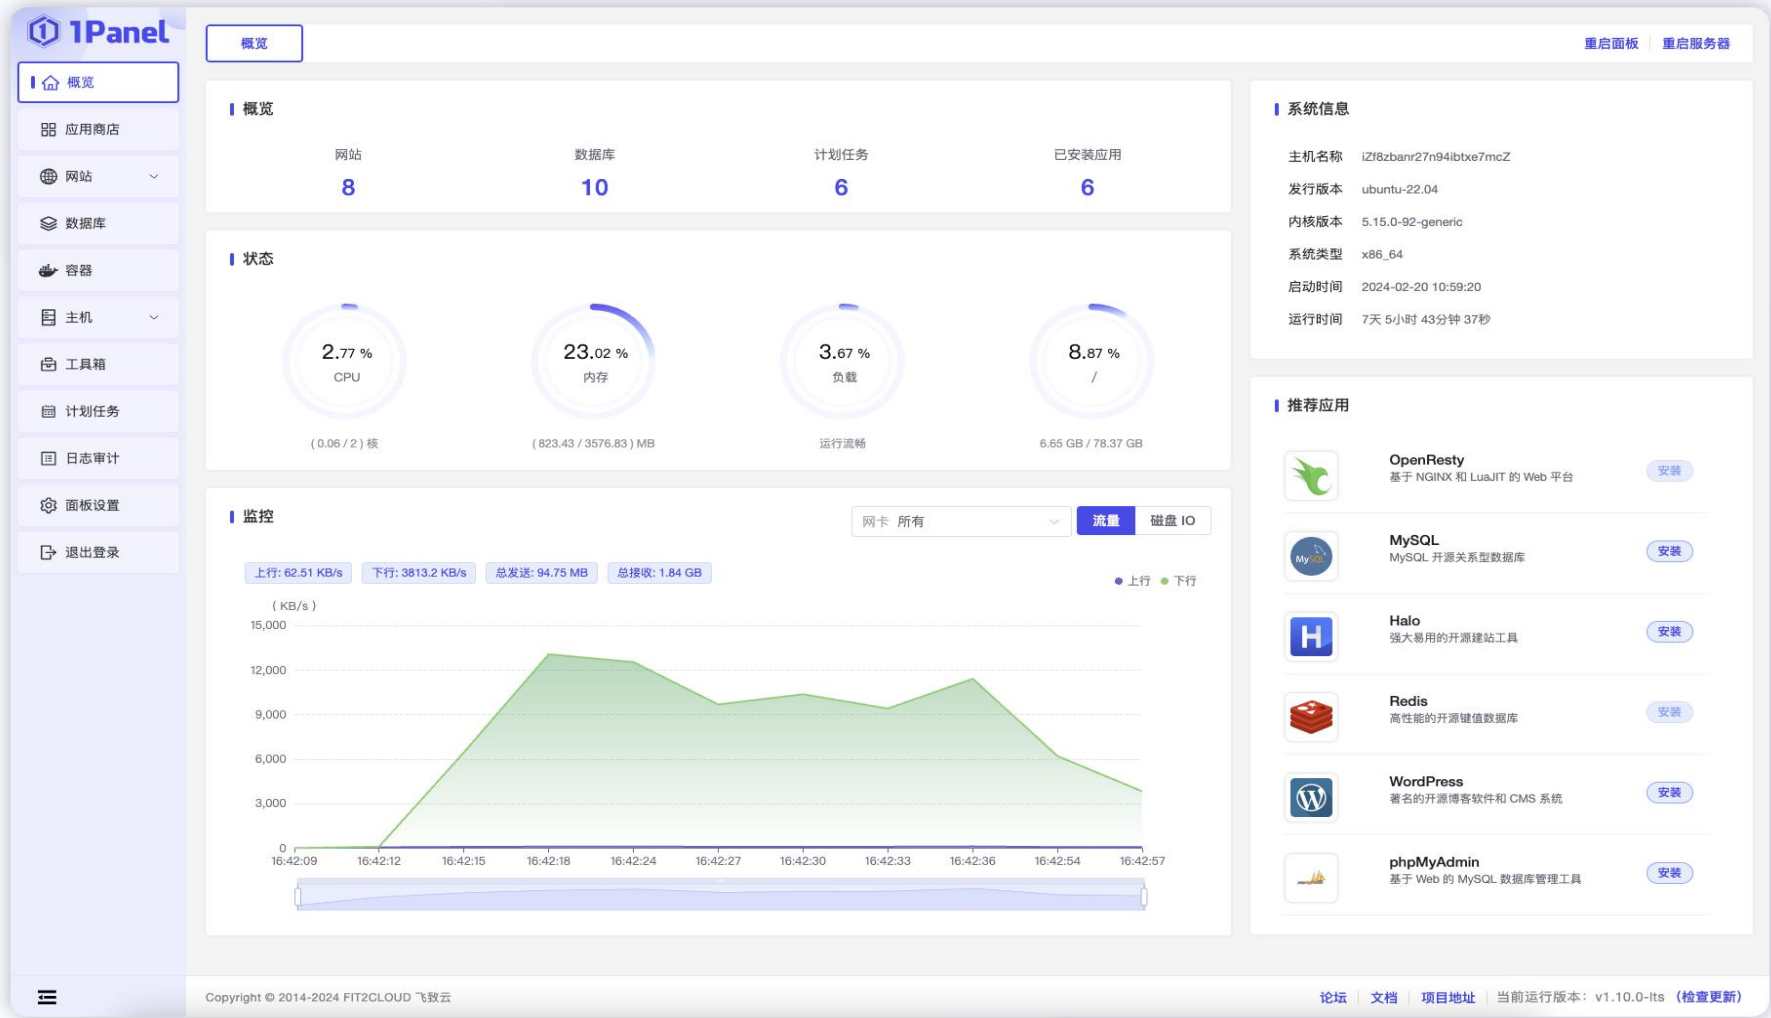 1Panel
概览
应用商店
网站
数据库
容器
主机
工具箱
计划任务
日志审计
面板设置
退出登录
概览
重启面板
重启服务器
概览
网站
8
数据库
10
计划任务
6
已安装应用
6
状态
2.77 %
CPU
( 0.06 / 2 ) 核
23.02 %
内存
( 823.43 / 3576.83 ) MB
3.67 %
负载
运行流畅
8.87 %
/
6.65 GB / 78.37 GB
监控
网卡 所有
流量
磁盘 IO
上行: 62.51 KB/s
下行: 3813.2 KB/s
总发送: 94.75 MB
总接收: 1.84 GB
上行
下行
( KB/s )
15,000
12,000
9,000
6,000
3,000
0
16:42:09 16:42:12 16:42:15 16:42:18 16:42:24 16:42:27 16:42:30 16:42:33 16:42:36 16:42:54 16:42:57
系统信息
主机名称 iZf8zbanr27n94ibtxe7mcZ
发行版本 ubuntu-22.04
内核版本 5.15.0-92-generic
系统类型 x86_64
启动时间 2024-02-20 10:59:20
运行时间 7天 5小时 43分钟 37秒
推荐应用
OpenResty
基于 NGINX 和 LuaJIT 的 Web 平台
安装
MySQL
MySQL
MySQL 开源关系型数据库
安装
H
Halo
强大易用的开源建站工具
安装
Redis
高性能的开源键值数据库
安装
W
WordPress
著名的开源博客软件和 CMS 系统
安装
phpMyAdmin
基于 Web 的 MySQL 数据库管理工具
安装
Copyright © 2014-2024 FIT2CLOUD 飞致云
论坛
文档
项目地址
当前运行版本： v1.10.0-lts (检查更新)